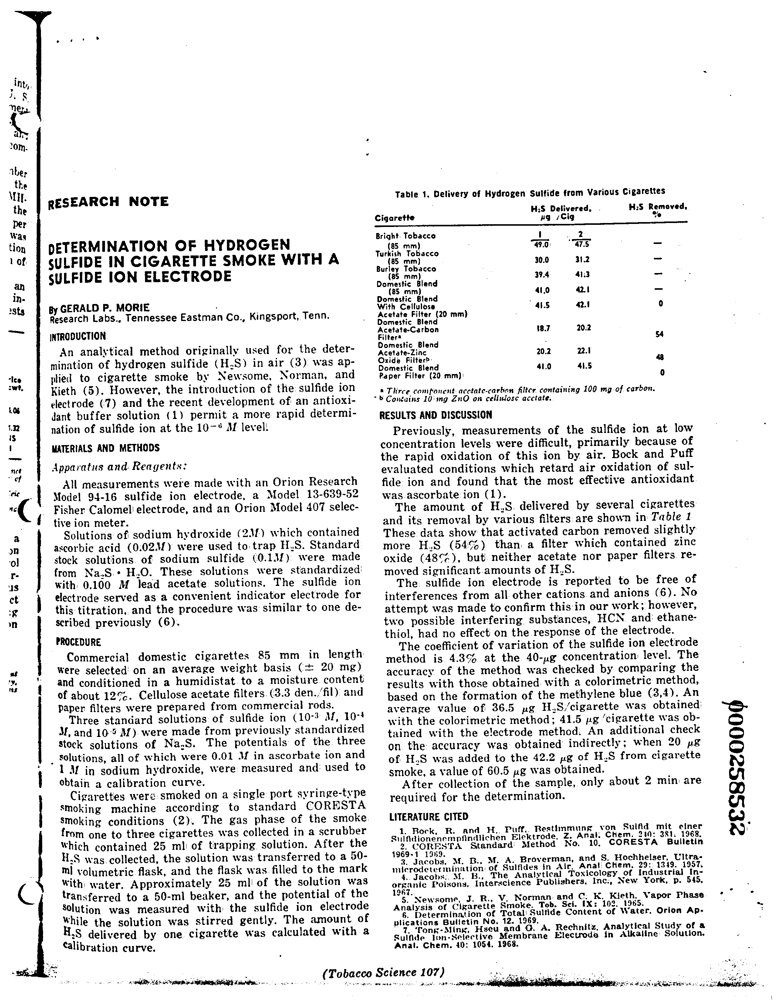 RESEARCH NOTE
DETERMINATION OF HYDROGEN
SULFIDE IN CIGARETTE SMOKE WITH A
SULFIDE ION ELECTRODE
By GERALD P. MORIE
Research Labs., Tennessee Eastman Co., Kingsport, Tenn.
INTRODUCTION
An analytical method originally used for the deter-
mination of hydrogen sulfide (H₂S) in air (3) was ap-
plied to cigarette smoke by Newsome, Norman, and
Kieth (5). However, the introduction of the sulfide ion
electrode (7) and the recent development of an antioxi-
dant buffer solution (1) permit a more rapid determi-
nation of sulfide ion at the 10⁻⁶ M level.
MATERIALS AND METHODS
Apparatus and Reagents:
All measurements were made with an Orion Research
Model 94-16 sulfide ion electrode, a Model 13-639-52
Fisher Calomel electrode, and an Orion Model 407 selec-
tive ion meter.
Solutions of sodium hydroxide (2M) which contained
ascorbic acid (0.02M) were used to trap H₂S. Standard
stock solutions of sodium sulfide (0.1M) were made
from Na₂S • H₂O. These solutions were standardized
with 0.100 M lead acetate solutions. The sulfide ion
electrode served as a convenient indicator electrode for
this titration, and the procedure was similar to one de-
scribed previously (6).
PROCEDURE
Commercial domestic cigarettes 85 mm in length
were selected on an average weight basis (± 20 mg)
and conditioned in a humidistat to a moisture content
of about 12%. Cellulose acetate filters (3.3 den./fil) and
paper filters were prepared from commercial rods.
Three standard solutions of sulfide ion (10⁻³ M, 10⁻⁴
M, and 10⁻⁵ M) were made from previously standardized
stock solutions of Na₂S. The potentials of the three
solutions, all of which were 0.01 M in ascorbate ion and
1 M in sodium hydroxide, were measured and used to
obtain a calibration curve.
Cigarettes were smoked on a single port syringe-type
smoking machine according to standard CORESTA
smoking conditions (2). The gas phase of the smoke
from one to three cigarettes was collected in a scrubber
which contained 25 ml of trapping solution. After the
H₂S was collected, the solution was transferred to a 50-
ml volumetric flask, and the flask was filled to the mark
with water. Approximately 25 ml of the solution was
transferred to a 50-ml beaker, and the potential of the
solution was measured with the sulfide ion electrode
while the solution was stirred gently. The amount of
H₂S delivered by one cigarette was calculated with a
calibration curve.
Table 1. Delivery of Hydrogen Sulfide from Various Cigarettes
H₂S Delivered, H₂S Removed,
Cigarette µg /Cig %
Bright Tobacco 1 2
(85 mm) 49.0 47.5 —
Turkish Tobacco
(85 mm) 30.0 31.2 —
Burley Tobacco
(85 mm) 39.4 41.3 —
Domestic Blend
(85 mm) 41.0 42.1 —
Domestic Blend
With Cellulose 41.5 42.1 0
Acetate Filter (20 mm)
Domestic Blend
Acetate-Carbon 18.7 20.2
Filterᵃ 54
Domestic Blend
Acetate-Zinc 20.2 22.1
Oxide Filterᵇ 48
Domestic Blend 41.0 41.5
Paper Filter (20 mm) 0
ᵃ Three component acetate-carbon filter containing 100 mg of carbon.
ᵇ Contains 10 mg ZnO on cellulose acetate.
RESULTS AND DISCUSSION
Previously, measurements of the sulfide ion at low
concentration levels were difficult, primarily because of
the rapid oxidation of this ion by air. Bock and Puff
evaluated conditions which retard air oxidation of sul-
fide ion and found that the most effective antioxidant
was ascorbate ion (1).
The amount of H₂S delivered by several cigarettes
and its removal by various filters are shown in Table 1
These data show that activated carbon removed slightly
more H₂S (54%) than a filter which contained zinc
oxide (48%), but neither acetate nor paper filters re-
moved significant amounts of H₂S.
The sulfide ion electrode is reported to be free of
interferences from all other cations and anions (6). No
attempt was made to confirm this in our work; however,
two possible interfering substances, HCN and ethane-
thiol, had no effect on the response of the electrode.
The coefficient of variation of the sulfide ion electrode
method is 4.3% at the 40-µg concentration level. The
accuracy of the method was checked by comparing the
results with those obtained with a colorimetric method,
based on the formation of the methylene blue (3,4). An
average value of 36.5 µg H₂S/cigarette was obtained
with the colorimetric method; 41.5 µg /cigarette was ob-
tained with the electrode method. An additional check
on the accuracy was obtained indirectly; when 20 µg
of H₂S was added to the 42.2 µg of H₂S from cigarette
smoke, a value of 60.5 µg was obtained.
After collection of the sample, only about 2 min are
required for the determination.
LITERATURE CITED
1. Bock, R. and H. Puff. Bestimmung von Sulfid mit einer
Sulfidionenempfindlichen Elektrode. Z. Anal. Chem. 240: 381. 1968.
2. CORESTA Standard Method No. 10. CORESTA Bulletin
1969-1 1969.
3. Jacobs, M. B., M. A. Broverman, and S. Hochheiser. Ultra-
microdetermination of Sulfides in Air. Anal Chem. 29: 1349. 1957.
4. Jacobs, M. B., The Analytical Toxicology of Industrial In-
organic Poisons. Interscience Publishers, Inc., New York, p. 545.
1967.
5. Newsome, J. R., V. Norman and C. K. Kieth. Vapor Phase
Analysis of Cigarette Smoke. Tob. Sci. IX: 102. 1965.
6. Determination of Total Sulfide Content of Water. Orion Ap-
plications Bulletin No. 12. 1969.
7. Tong-Ming, Hseu and G. A. Rechnitz. Analytical Study of a
Sulfide Ion-Selective Membrane Electrode in Alkaline Solution.
Anal. Chem. 40: 1054. 1968.
(Tobacco Science 107)
0000258532